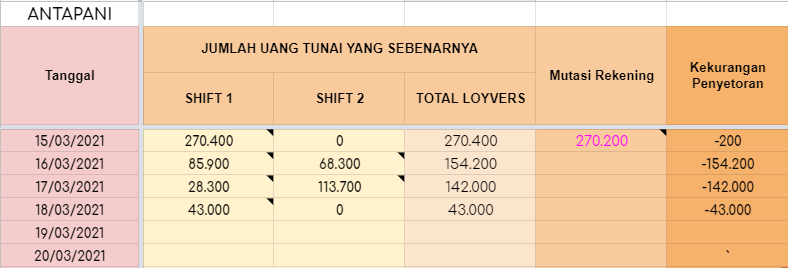 ANTAPANI
Tanggal JUMLAH UANG TUNAI YANG SEBENARNYA Mutasi Rekening Kekurangan Penyetoran
SHIFT 1 SHIFT 2 TOTAL LOYVERS
15/03/2021 270.400 0 270.400 270.200 -200
16/03/2021 85.900 68.300 154.200 -154.200
17/03/2021 28.300 113.700 142.000 -142.000
18/03/2021 43.000 0 43.000 -43.000
19/03/2021
20/03/2021 `